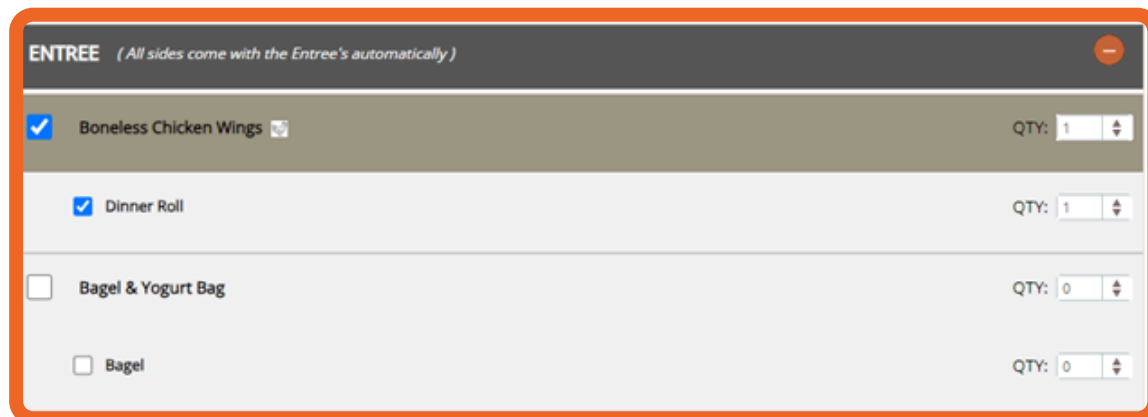 ENTREE ( All sides come with the Entree's automatically )
Boneless Chicken Wings QTY: 1
Dinner Roll QTY: 1
Bagel & Yogurt Bag QTY: 0
Bagel QTY: 0